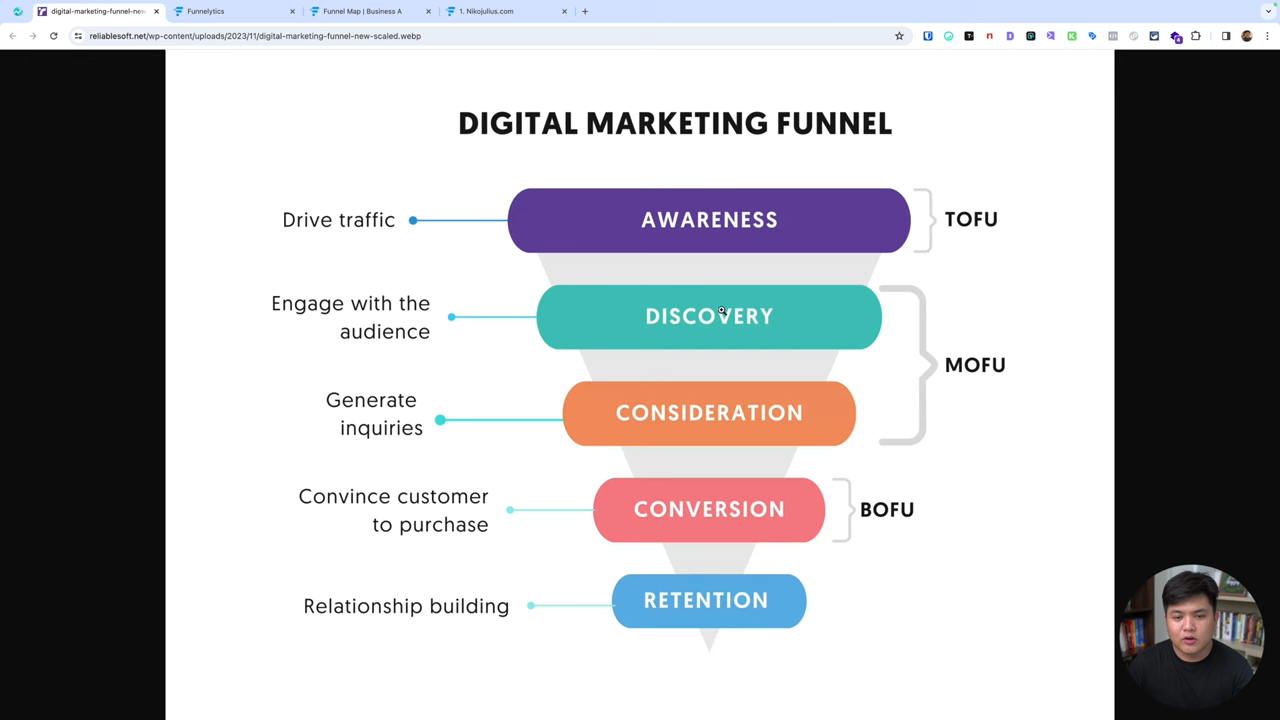 digital-marketing-funnel-new
Funnelytics
Funnel Map | Business A
1. Nikojulius.com
reliablesoft.net/wp-content/uploads/2023/11/digital-marketing-funnel-new-scaled.webp
DIGITAL MARKETING FUNNEL
Drive traffic
AWARENESS
TOFU
Engage with the
audience
DISCOVERY
MOFU
Generate
inquiries
CONSIDERATION
Convince customer
to purchase
CONVERSION
BOFU
Relationship building
RETENTION